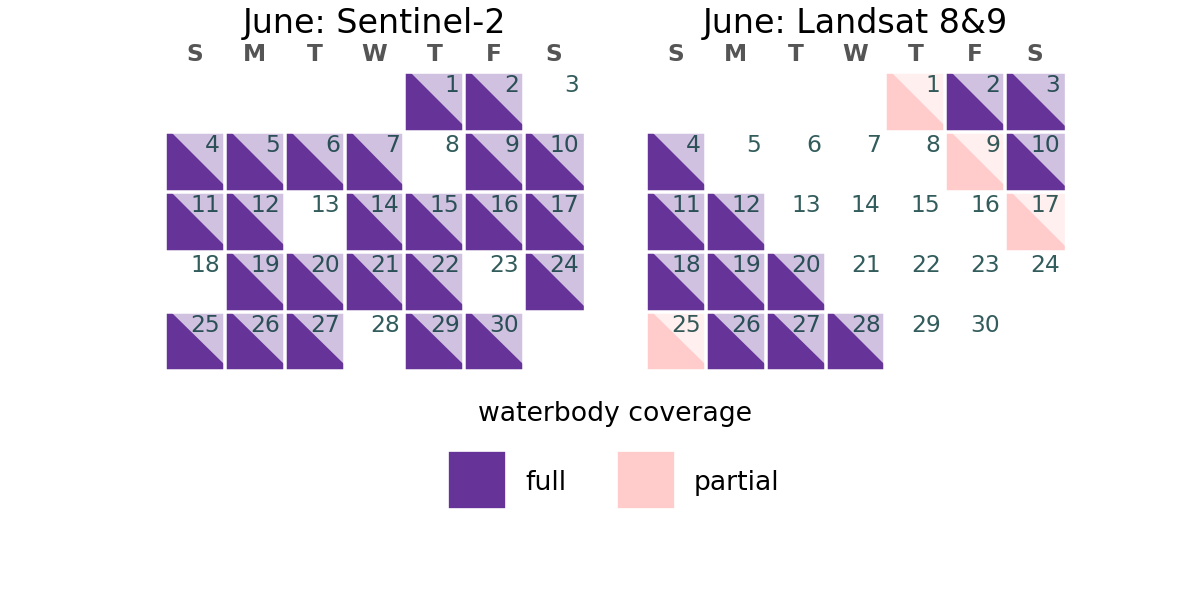 June: Sentinel-2
S M T W T F S
1 2 3
4 5 6 7 8 9 10
11 12 13 14 15 16 17
18 19 20 21 22 23 24
25 26 27 28 29 30
June: Landsat 8&9
S M T W T F S
1 2 3
4 5 6 7 8 9 10
11 12 13 14 15 16 17
18 19 20 21 22 23 24
25 26 27 28 29 30
waterbody coverage
full
partial